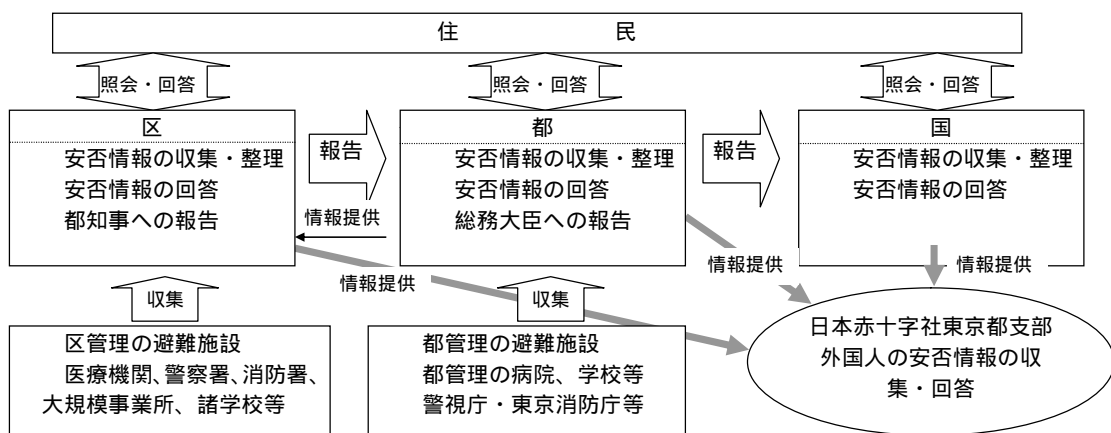 住　　　　　民
照会・回答
照会・回答
照会・回答
区
安否情報の収集・整理
安否情報の回答
都知事への報告
報告
都
安否情報の収集・整理
安否情報の回答
総務大臣への報告
報告
国
安否情報の収集・整理
安否情報の回答
情報提供
情報提供
情報提供
情報提供
収集
収集
区管理の避難施設
医療機関、警察署、消防署、
大規模事業所、諸学校等
都管理の避難施設
都管理の病院、学校等
警視庁・東京消防庁等
日本赤十字社東京都支部
外国人の安否情報の収
集・回答